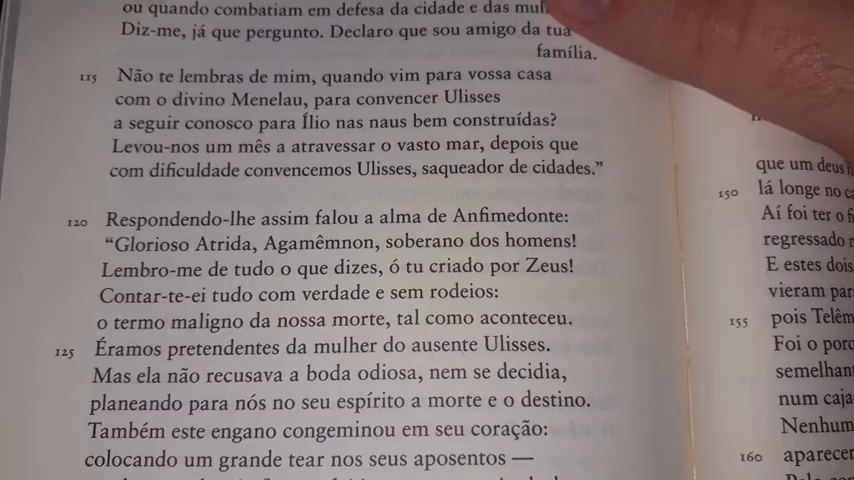 ou quando combatiam em defesa da cidade e das
Diz-me, já que pergunto. Declaro que sou amigo da tua
família.
115 Não te lembras de mim, quando vim para vossa casa
com o divino Menelau, para convencer Ulisses
a seguir conosco para Ílio nas naus bem construídas?
Levou-nos um mês a atravessar o vasto mar, depois que
com dificuldade convencemos Ulisses, saqueador de cidades.”
120 Respondendo-lhe assim falou a alma de Anfimedonte:
“Glorioso Atrida, Agamêmnon, soberano dos homens!
Lembro-me de tudo o que dizes, ó tu criado por Zeus!
Contar-te-ei tudo com verdade e sem rodeios:
o termo maligno da nossa morte, tal como aconteceu.
125 Éramos pretendentes da mulher do ausente Ulisses.
Mas ela não recusava a boda odiosa, nem se decidia,
planeando para nós no seu espírito a morte e o destino.
Também este engano congeminou em seu coração:
colocando um grande tear nos seus aposentos —
que um deus
150 lá longe no
Aí foi ter o
regressado
E estes dois
vieram
155 pois
Foi o
num
Nenhum
160